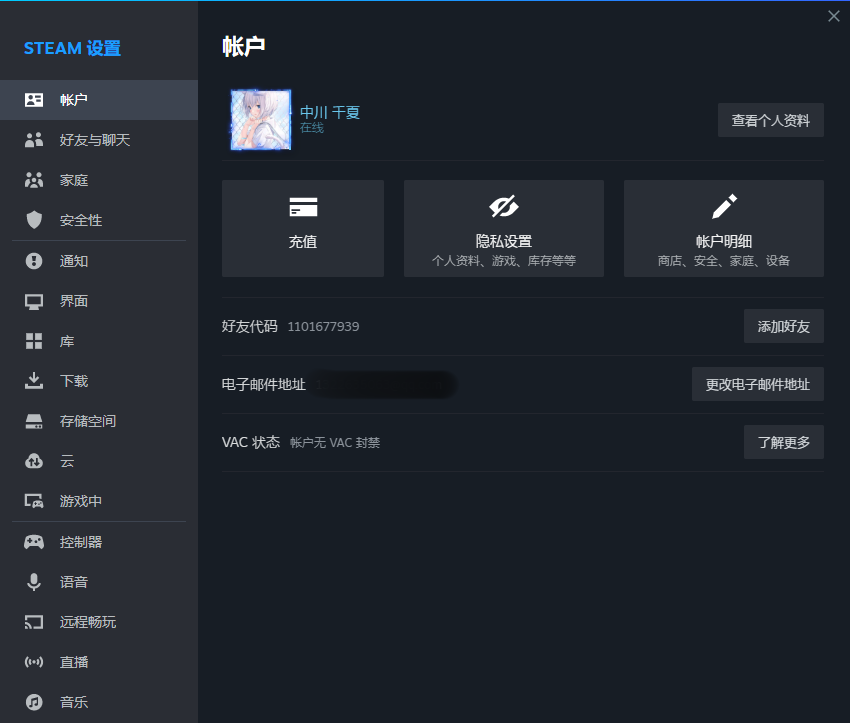 STEAM 设置
帐户
好友与聊天
家庭
安全性
通知
界面
库
下载
存储空间
云
游戏中
控制器
语音
远程畅玩
直播
音乐
帐户
中川 千夏
在线
查看个人资料
充值
隐私设置
个人资料、游戏、库存等等
帐户明细
商店、安全、家庭、设备
好友代码 1101677939
添加好友
电子邮件地址
更改电子邮件地址
VAC 状态 帐户无 VAC 封禁
了解更多